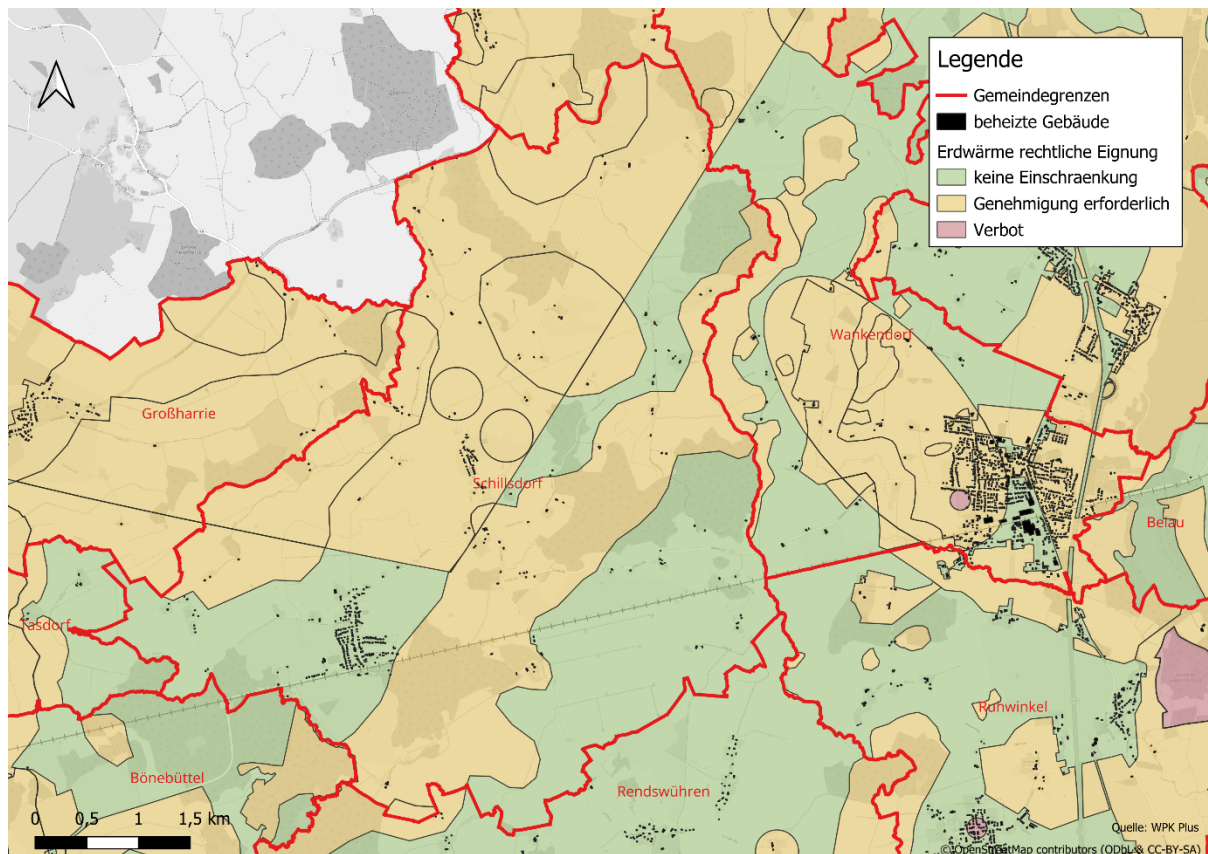 Legende
Gemeindegrenzen
beheizte Gebäude
Erdwärme rechtliche Eignung
keine Einschraenkung
Genehmigung erforderlich
Verbot
Wankendorf
Großharrie
Schillsdorf
Belau
Tasdorf
Ruhwinkel
Bönebüttel
Rendswühren
0 0,5 1 1,5 km
Quelle: WPK Plus
© OpenStreetMap contributors (ODbL & CC-BY-SA)